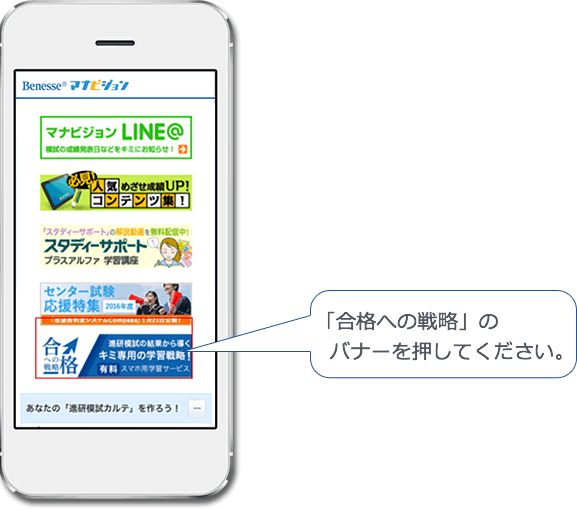 Benesse® マナビジョン
マナビジョン LINE@
模試の成績発表日などをキミにお知らせ！
必見！
人気 めざせ成績UP！
コンテンツ集！
「スタディーサポート」の解説動画を無料配信中！
スタディーサポート
プラスアルファ 学習講座
センター試験
応援特集 2016年度
合格への戦略
進研模試の結果から導く
キミ専用の学習戦略！
有料 スマホ用学習サービス
あなたの「進研模試カルテ」を作ろう！
「合格への戦略」の
バナーを押してください。